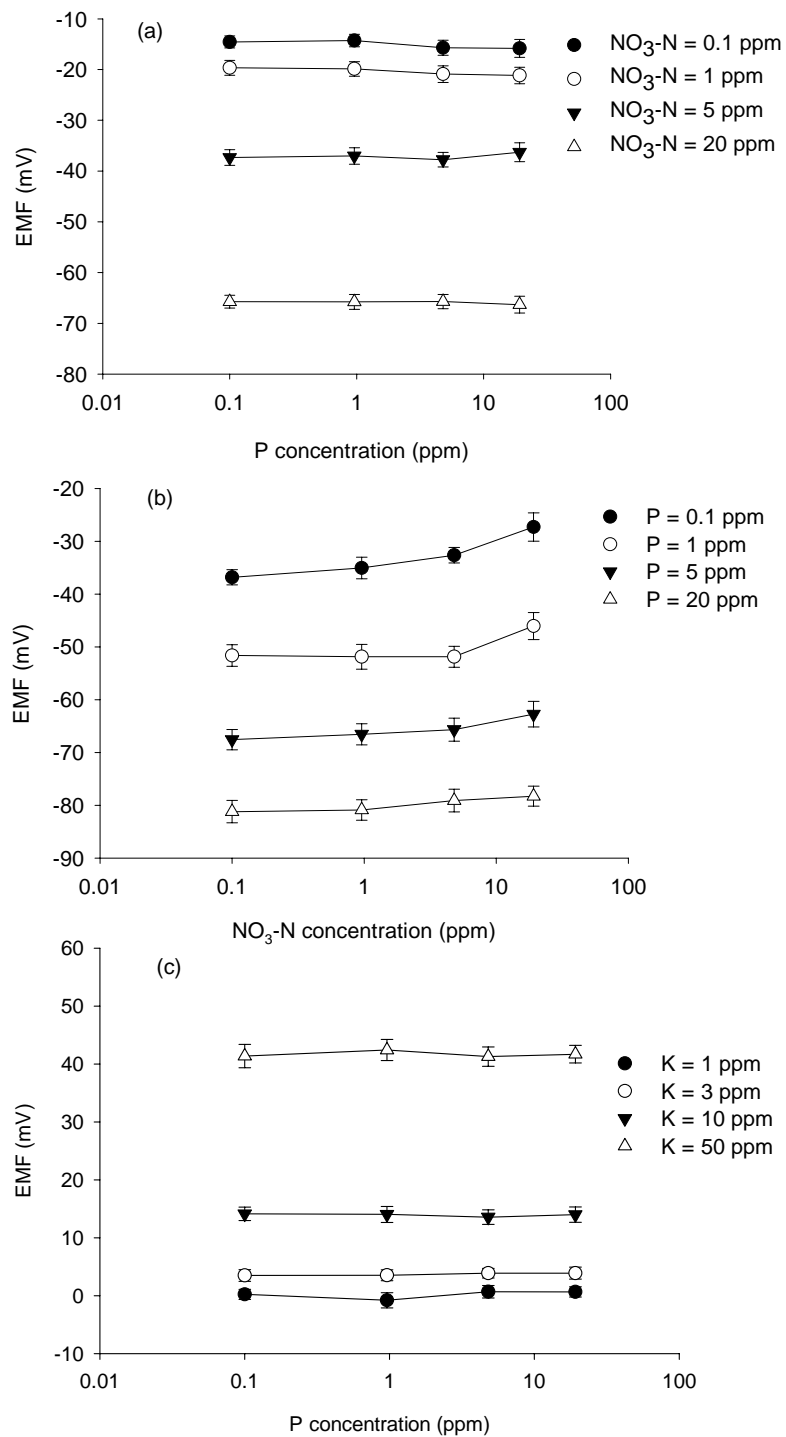 (a)
-10
-20
-30
-40
-50
-60
-70
-80
EMF (mV)
0.01 0.1 1 10 100
P concentration (ppm)
NO3-N = 0.1 ppm
NO3-N = 1 ppm
NO3-N = 5 ppm
NO3-N = 20 ppm
(b)
-20
-30
-40
-50
-60
-70
-80
-90
EMF (mV)
0.01 0.1 1 10 100
NO3-N concentration (ppm)
P = 0.1 ppm
P = 1 ppm
P = 5 ppm
P = 20 ppm
(c)
60
50
40
30
20
10
0
-10
EMF (mV)
0.01 0.1 1 10 100
P concentration (ppm)
K = 1 ppm
K = 3 ppm
K = 10 ppm
K = 50 ppm